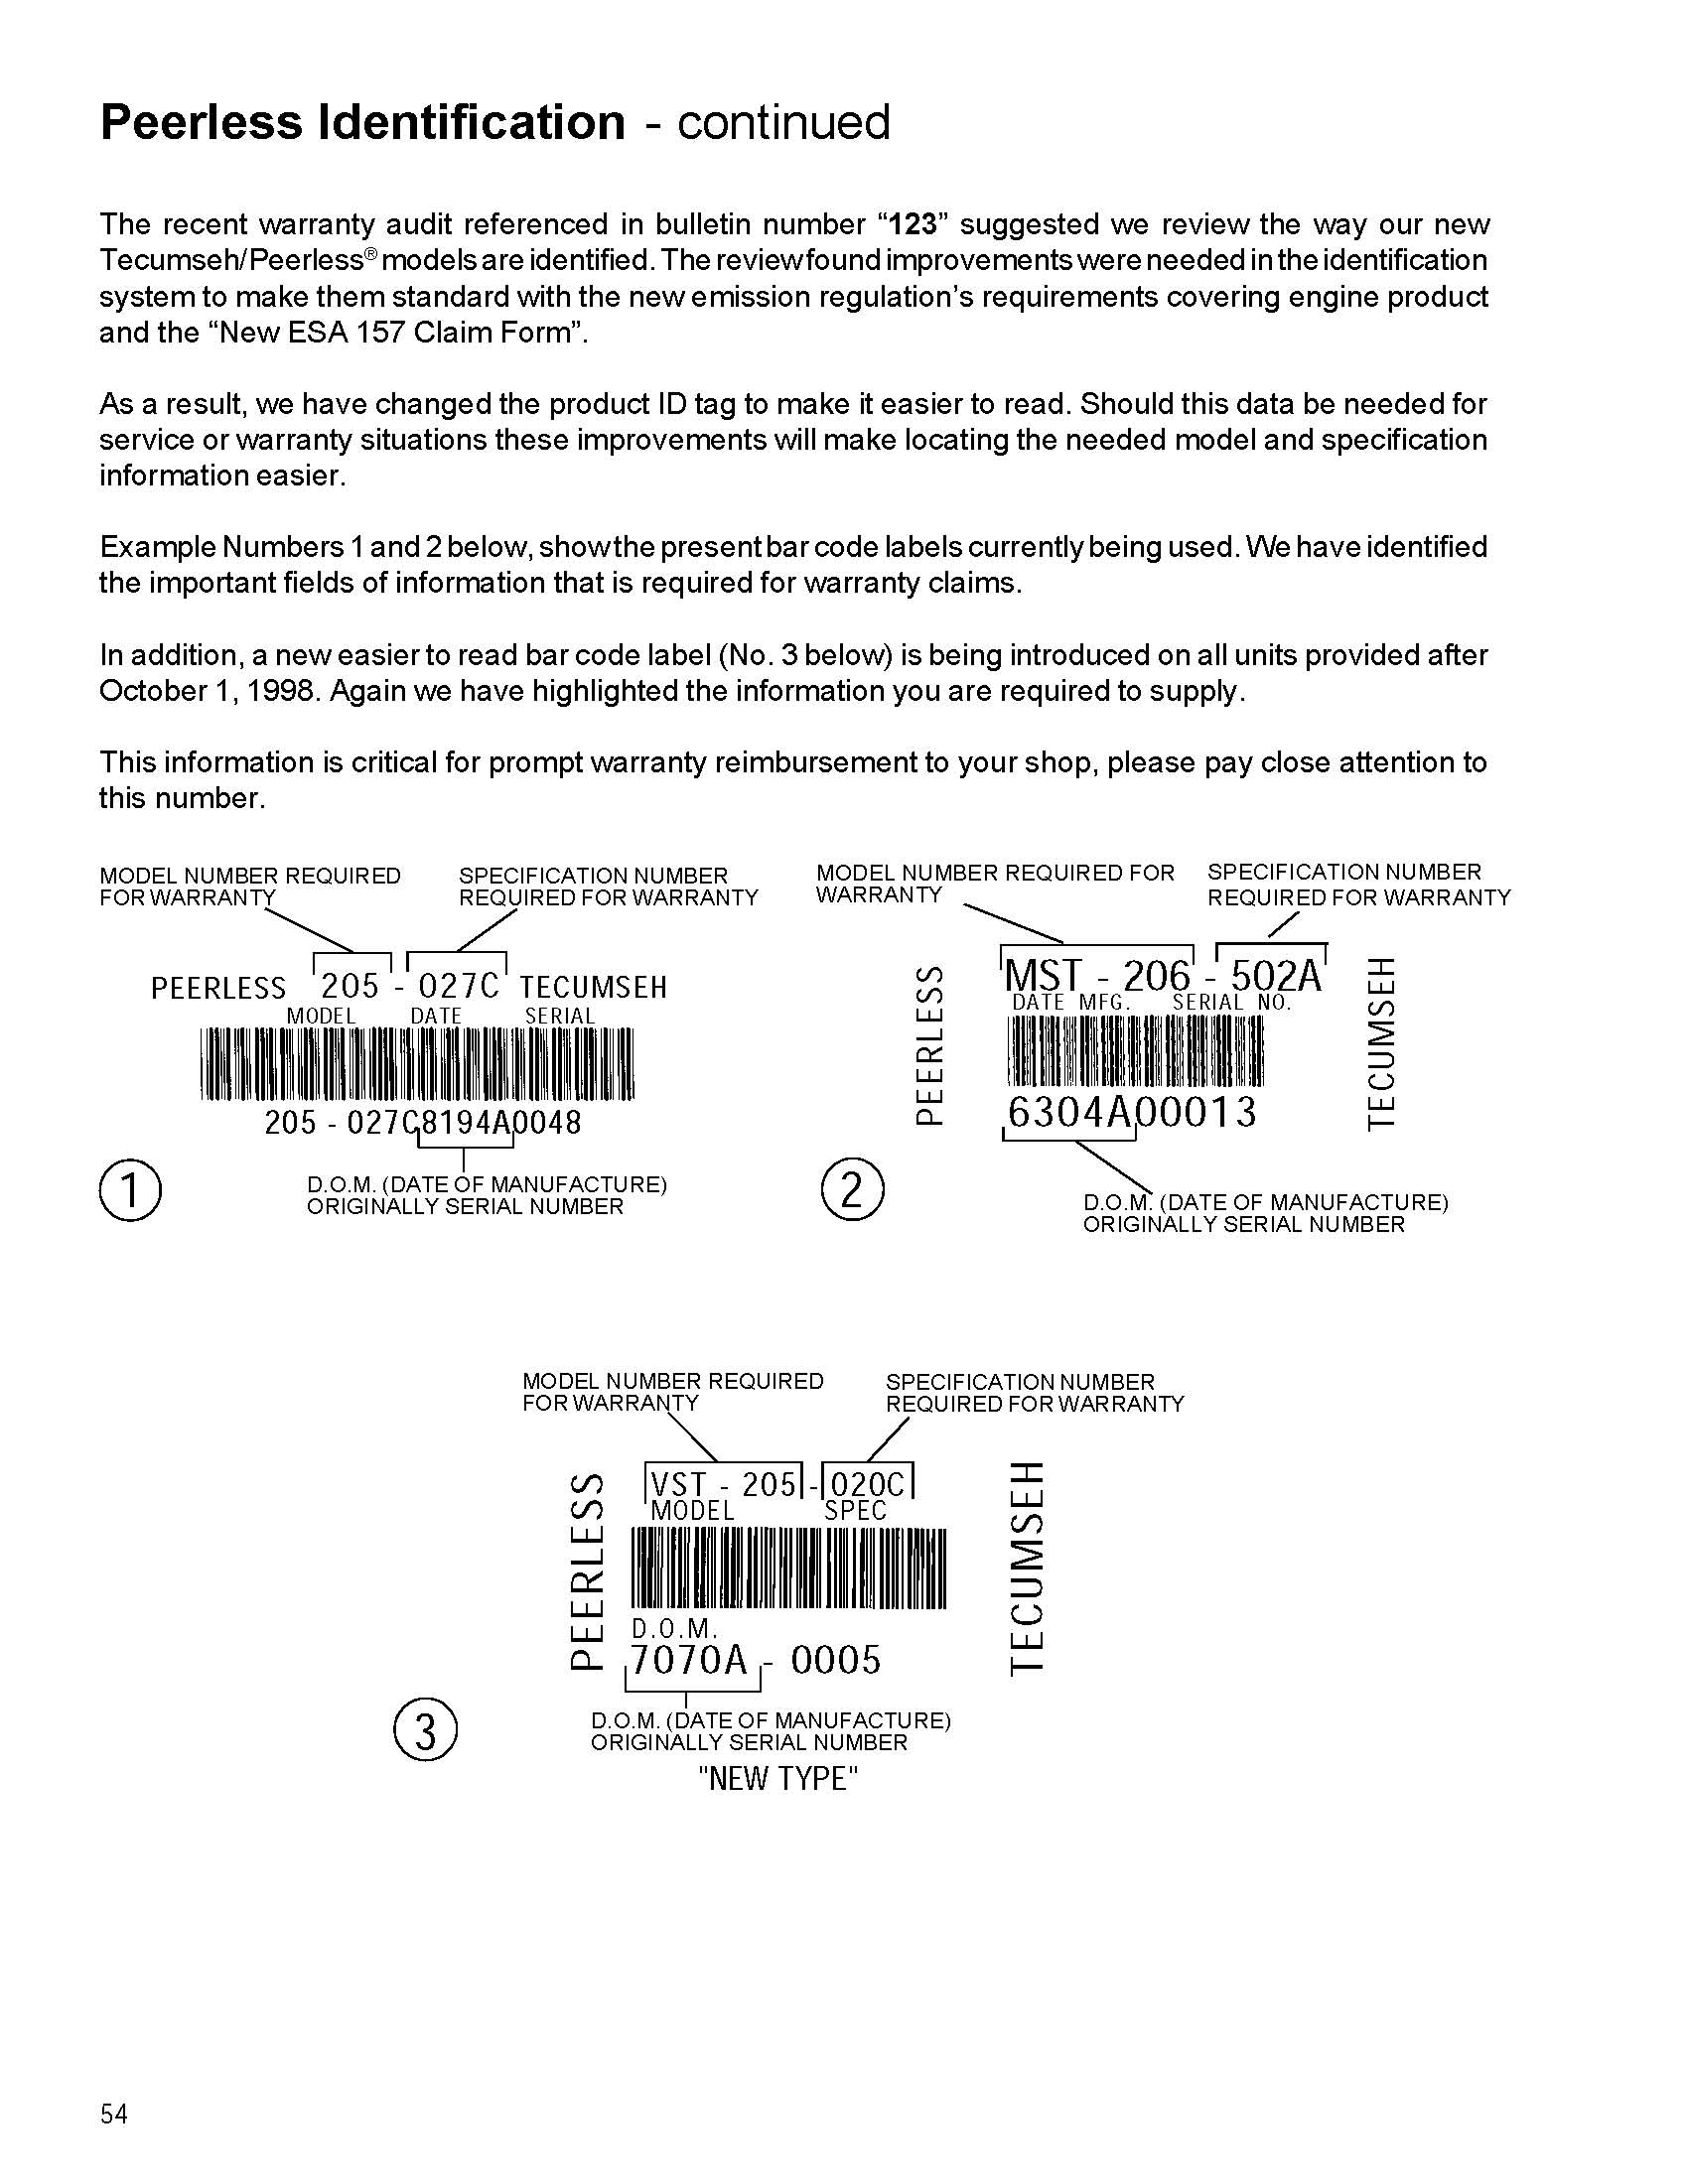 Peerless Identification - continued
The recent warranty audit referenced in bulletin number “123” suggested we review the way our new
Tecumseh/Peerless® models are identified. The review found improvements were needed in the identification
system to make them standard with the new emission regulation’s requirements covering engine product
and the “New ESA 157 Claim Form”.
As a result, we have changed the product ID tag to make it easier to read. Should this data be needed for
service or warranty situations these improvements will make locating the needed model and specification
information easier.
Example Numbers 1 and 2 below, show the present bar code labels currently being used. We have identified
the important fields of information that is required for warranty claims.
In addition, a new easier to read bar code label (No. 3 below) is being introduced on all units provided after
October 1, 1998. Again we have highlighted the information you are required to supply.
This information is critical for prompt warranty reimbursement to your shop, please pay close attention to
this number.
MODEL NUMBER REQUIRED
FOR WARRANTY
SPECIFICATION NUMBER
REQUIRED FOR WARRANTY
PEERLESS 205 - 027C TECUMSEH
MODEL DATE SERIAL
205 - 027C8194A0048
D.O.M. (DATE OF MANUFACTURE)
ORIGINALLY SERIAL NUMBER
1
MODEL NUMBER REQUIRED FOR
WARRANTY
SPECIFICATION NUMBER
REQUIRED FOR WARRANTY
PEERLESS
MST - 206 - 502A
DATE MFG. SERIAL NO.
6304A00013
TECUMSEH
D.O.M. (DATE OF MANUFACTURE)
ORIGINALLY SERIAL NUMBER
2
MODEL NUMBER REQUIRED
FOR WARRANTY
SPECIFICATION NUMBER
REQUIRED FOR WARRANTY
PEERLESS
VST - 205 - 020C
MODEL SPEC
D.O.M.
7070A - 0005
TECUMSEH
D.O.M. (DATE OF MANUFACTURE)
ORIGINALLY SERIAL NUMBER
3
"NEW TYPE"
54